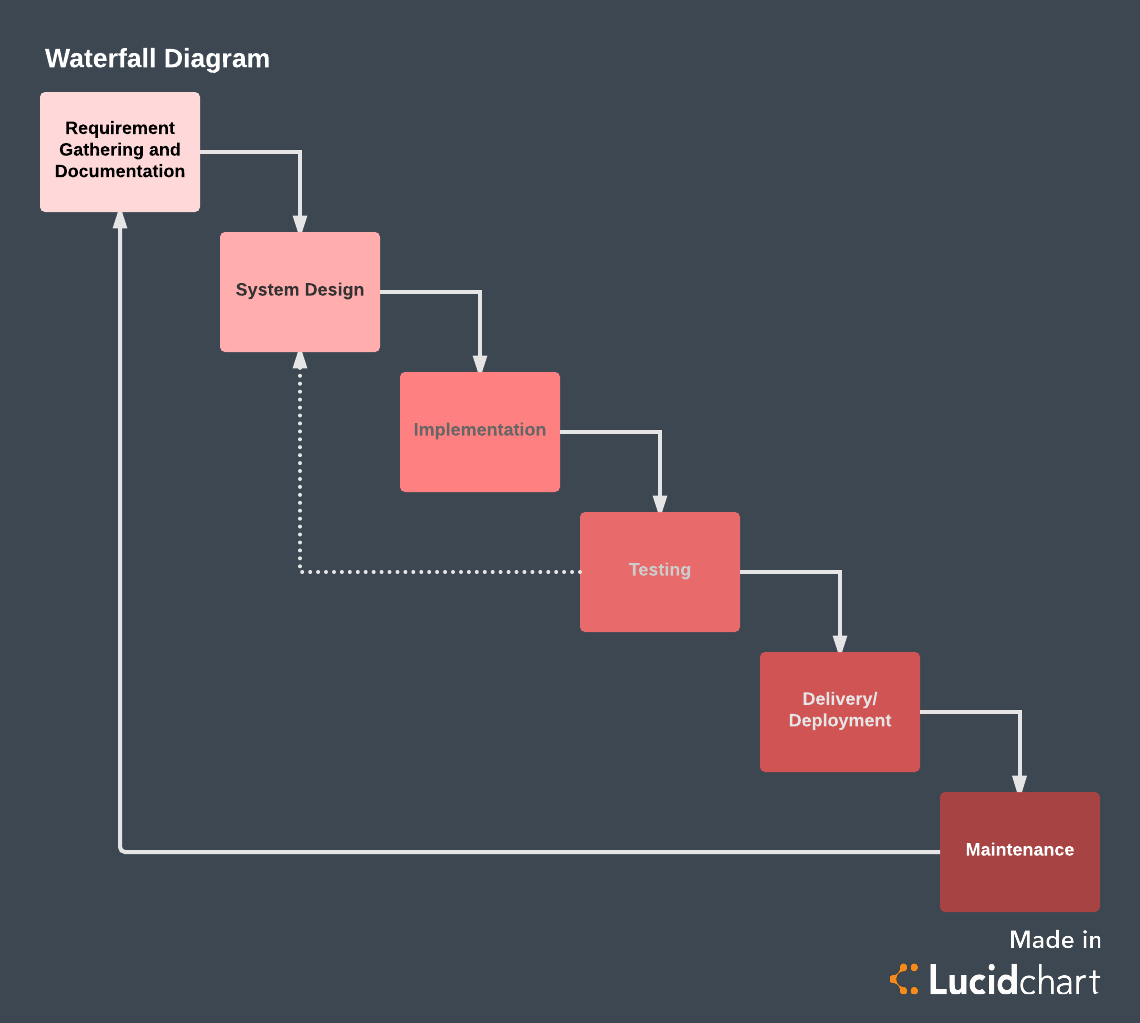 Waterfall Diagram
Requirement
Gathering and
Documentation
System Design
Implementation
Testing
Delivery/
Deployment
Maintenance
Made in
Lucidchart